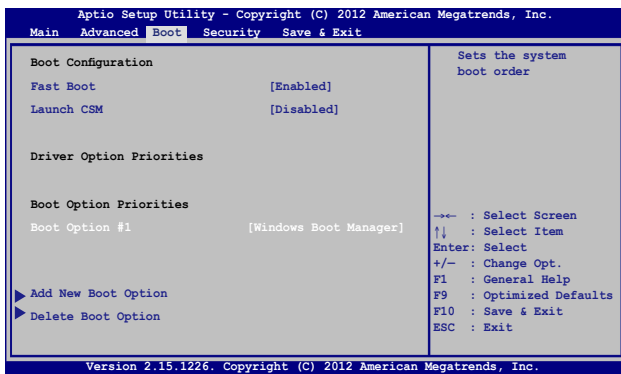 Aptio Setup Utility - Copyright (C) 2012 American Megatrends, Inc.
Main Advanced Boot Security Save & Exit
Boot Configuration
Fast Boot [Enabled]
Launch CSM [Disabled]
Driver Option Priorities
Boot Option Priorities
Boot Option #1 [Windows Boot Manager]
Add New Boot Option
Delete Boot Option
Sets the system
boot order
→← : Select Screen
↑↓ : Select Item
Enter: Select
+/— : Change Opt.
F1 : General Help
F9 : Optimized Defaults
F10 : Save & Exit
ESC : Exit
Version 2.15.1226. Copyright (C) 2012 American Megatrends, Inc.